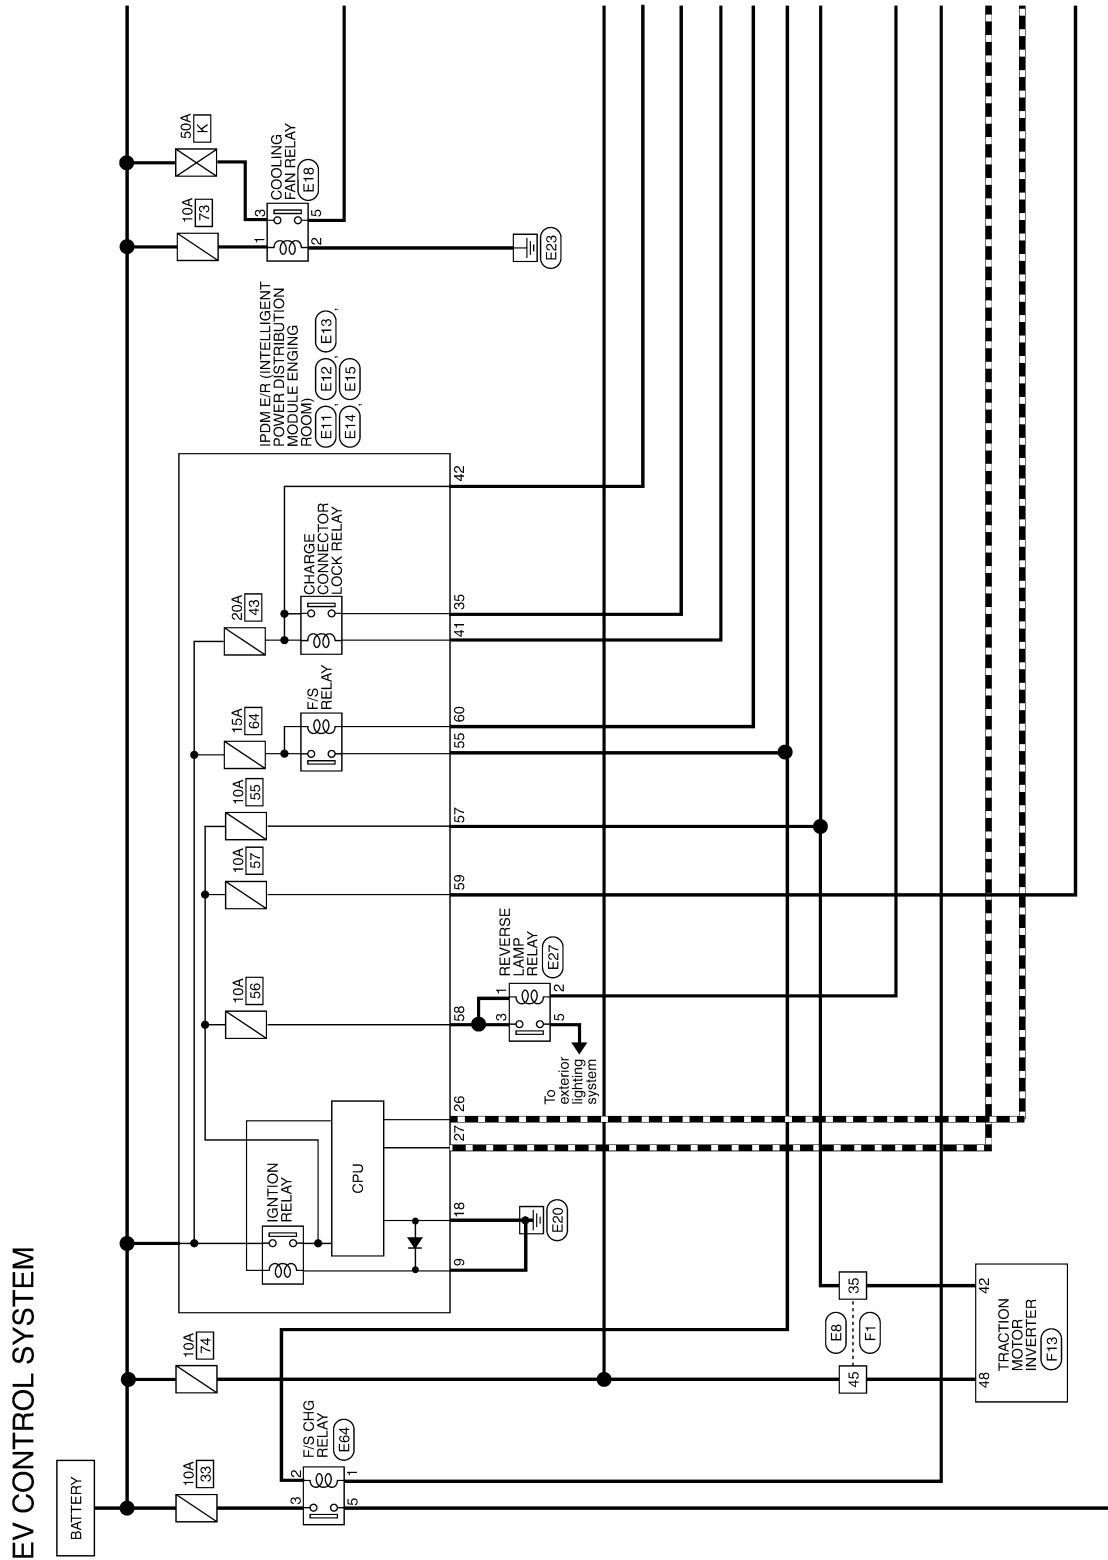 EV CONTROL SYSTEM
BATTERY
10A
33
3
2
5
1
F/S CHG
RELAY
E64
10A
74
IGNTION
RELAY
CPU
9
18
E20
27
26
10A
56
58
3
1
5
2
REVERSE
LAMP
RELAY
E27
To
exterior
lighting
system
10A
57
59
10A
55
57
15A
64
F/S
RELAY
55
60
20A
43
CHARGE
CONNECTOR
LOCK RELAY
41
35
42
IPDM E/R (INTELLIGENT
POWER DISTRIBUTION
MODULE ENGING
ROOM)
E11 , E12 , E13 ,
E14 , E15
10A
73
50A
K
1
3
2
5
COOLING
FAN RELAY
E18
E23
45
35
E8
F1
48
42
TRACTION
MOTOR
INVERTER
F13